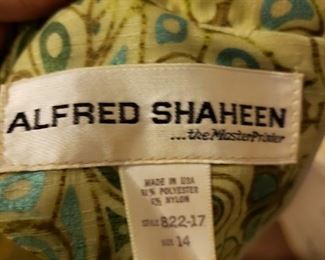 ALFRED SHAHEEN
...the Master Printer
MADE IN USA
% POLYESTER
% NYLON
STYLE 822-17
SIZE 14